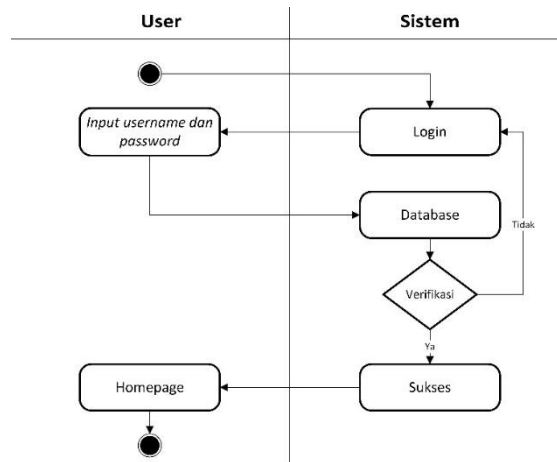 User
Sistem
Input username dan
password
Login
Database
Tidak
Verifikasi
Ya
Homepage
Sukses